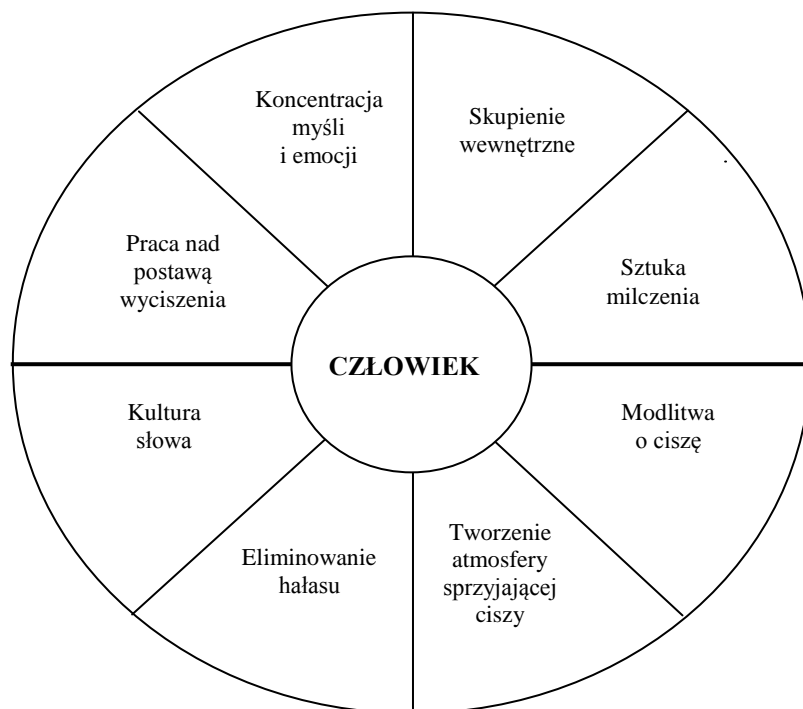 Koncentracja
myśli
i emocji
Skupienie
wewnętrzne
Praca nad
postawą
wyciszenia
Sztuka
milczenia
CZŁOWIEK
Kultura
słowa
Modlitwa
o ciszę
Eliminowanie
hałasu
Tworzenie
atmosfery
sprzyjającej
ciszy